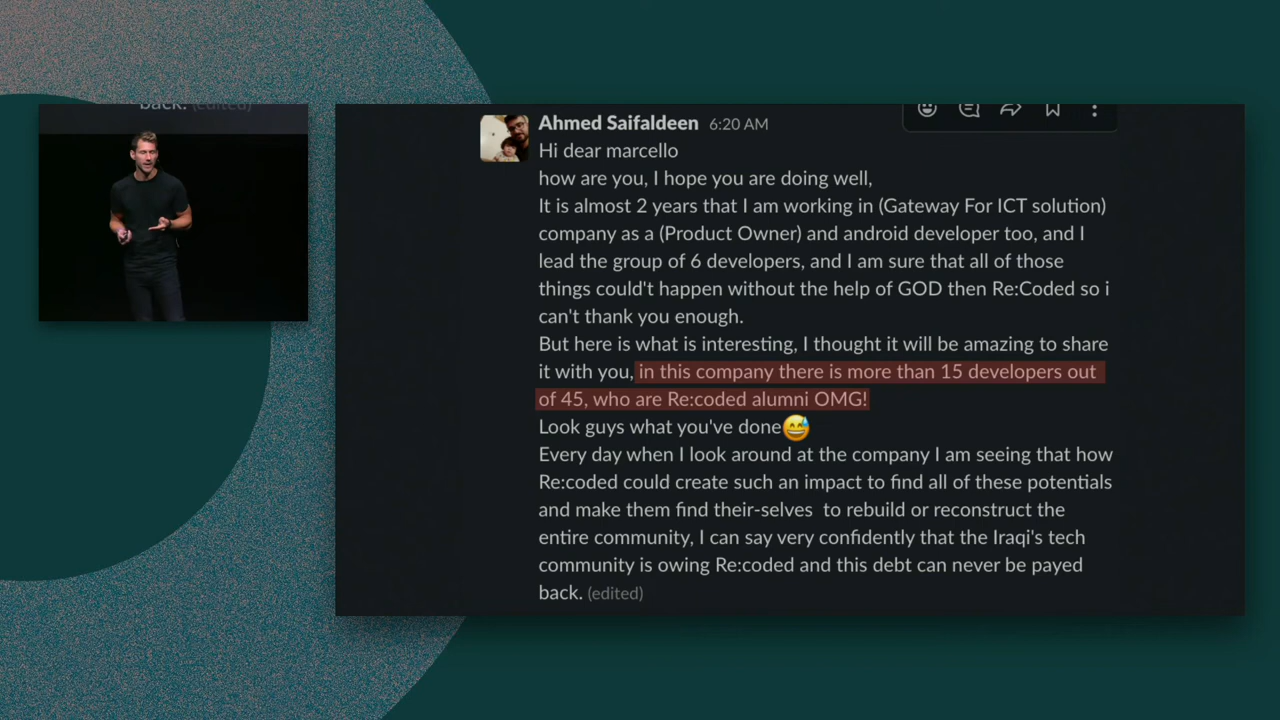 back. (edited)
Ahmed Saifaldeen 6:20 AM
Hi dear marcello
how are you, I hope you are doing well,
It is almost 2 years that I am working in (Gateway For ICT solution)
company as a (Product Owner) and android developer too, and I
lead the group of 6 developers, and I am sure that all of those
things could't happen without the help of GOD then Re:Coded so i
can't thank you enough.
But here is what is interesting, I thought it will be amazing to share
it with you, in this company there is more than 15 developers out
of 45, who are Re:coded alumni OMG!
Look guys what you've done😅
Every day when I look around at the company I am seeing that how
Re:coded could create such an impact to find all of these potentials
and make them find their-selves to rebuild or reconstruct the
entire community, I can say very confidently that the Iraqi's tech
community is owing Re:coded and this debt can never be payed
back. (edited)